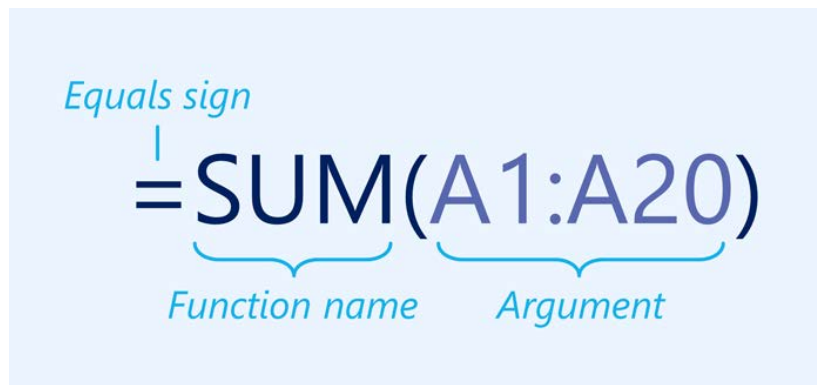 Equals sign
=SUM(A1:A20)
Function name
Argument